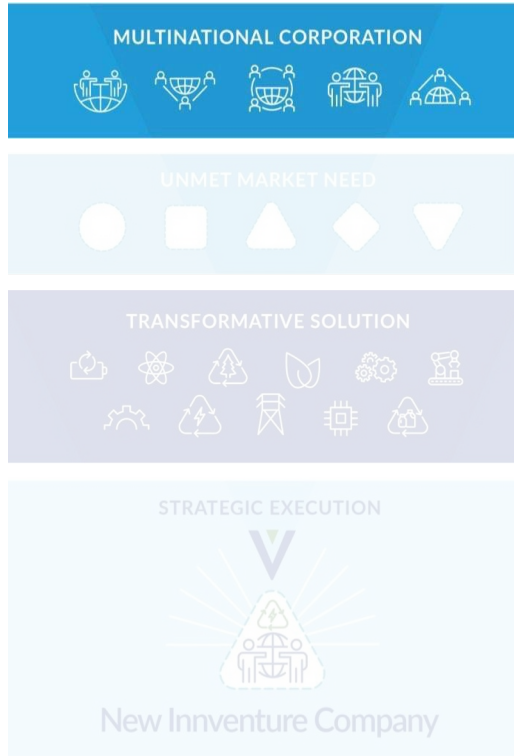 MULTINATIONAL CORPORATION
UNMET MARKET NEED
TRANSFORMATIVE SOLUTION
STRATEGIC EXECUTION
New Innventure Company